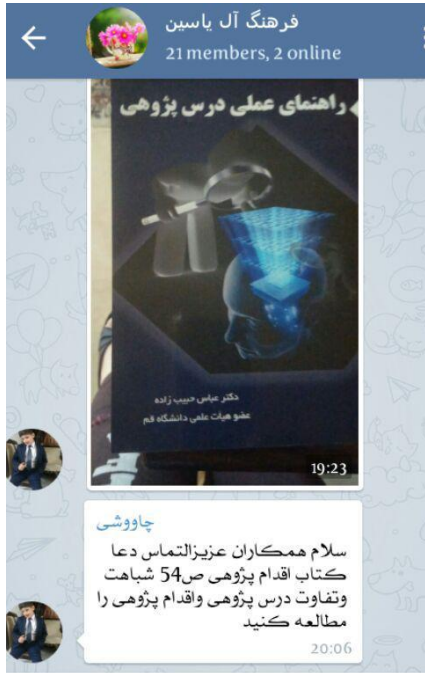 فرهنگ آل یاسین
21 members, 2 online
راهنمای عملی درس پژوهی
دکتر عباس حبیب زاده
عضو هیأت علمی دانشگاه قم
19:23
چاووشی
سلام همکاران عزیزالتماس دعا
کتاب اقدام پژوهی ص54 شباهت
وتفاوت درس پژوهی واقدام پژوهی را
مطالعه کنید
20:06